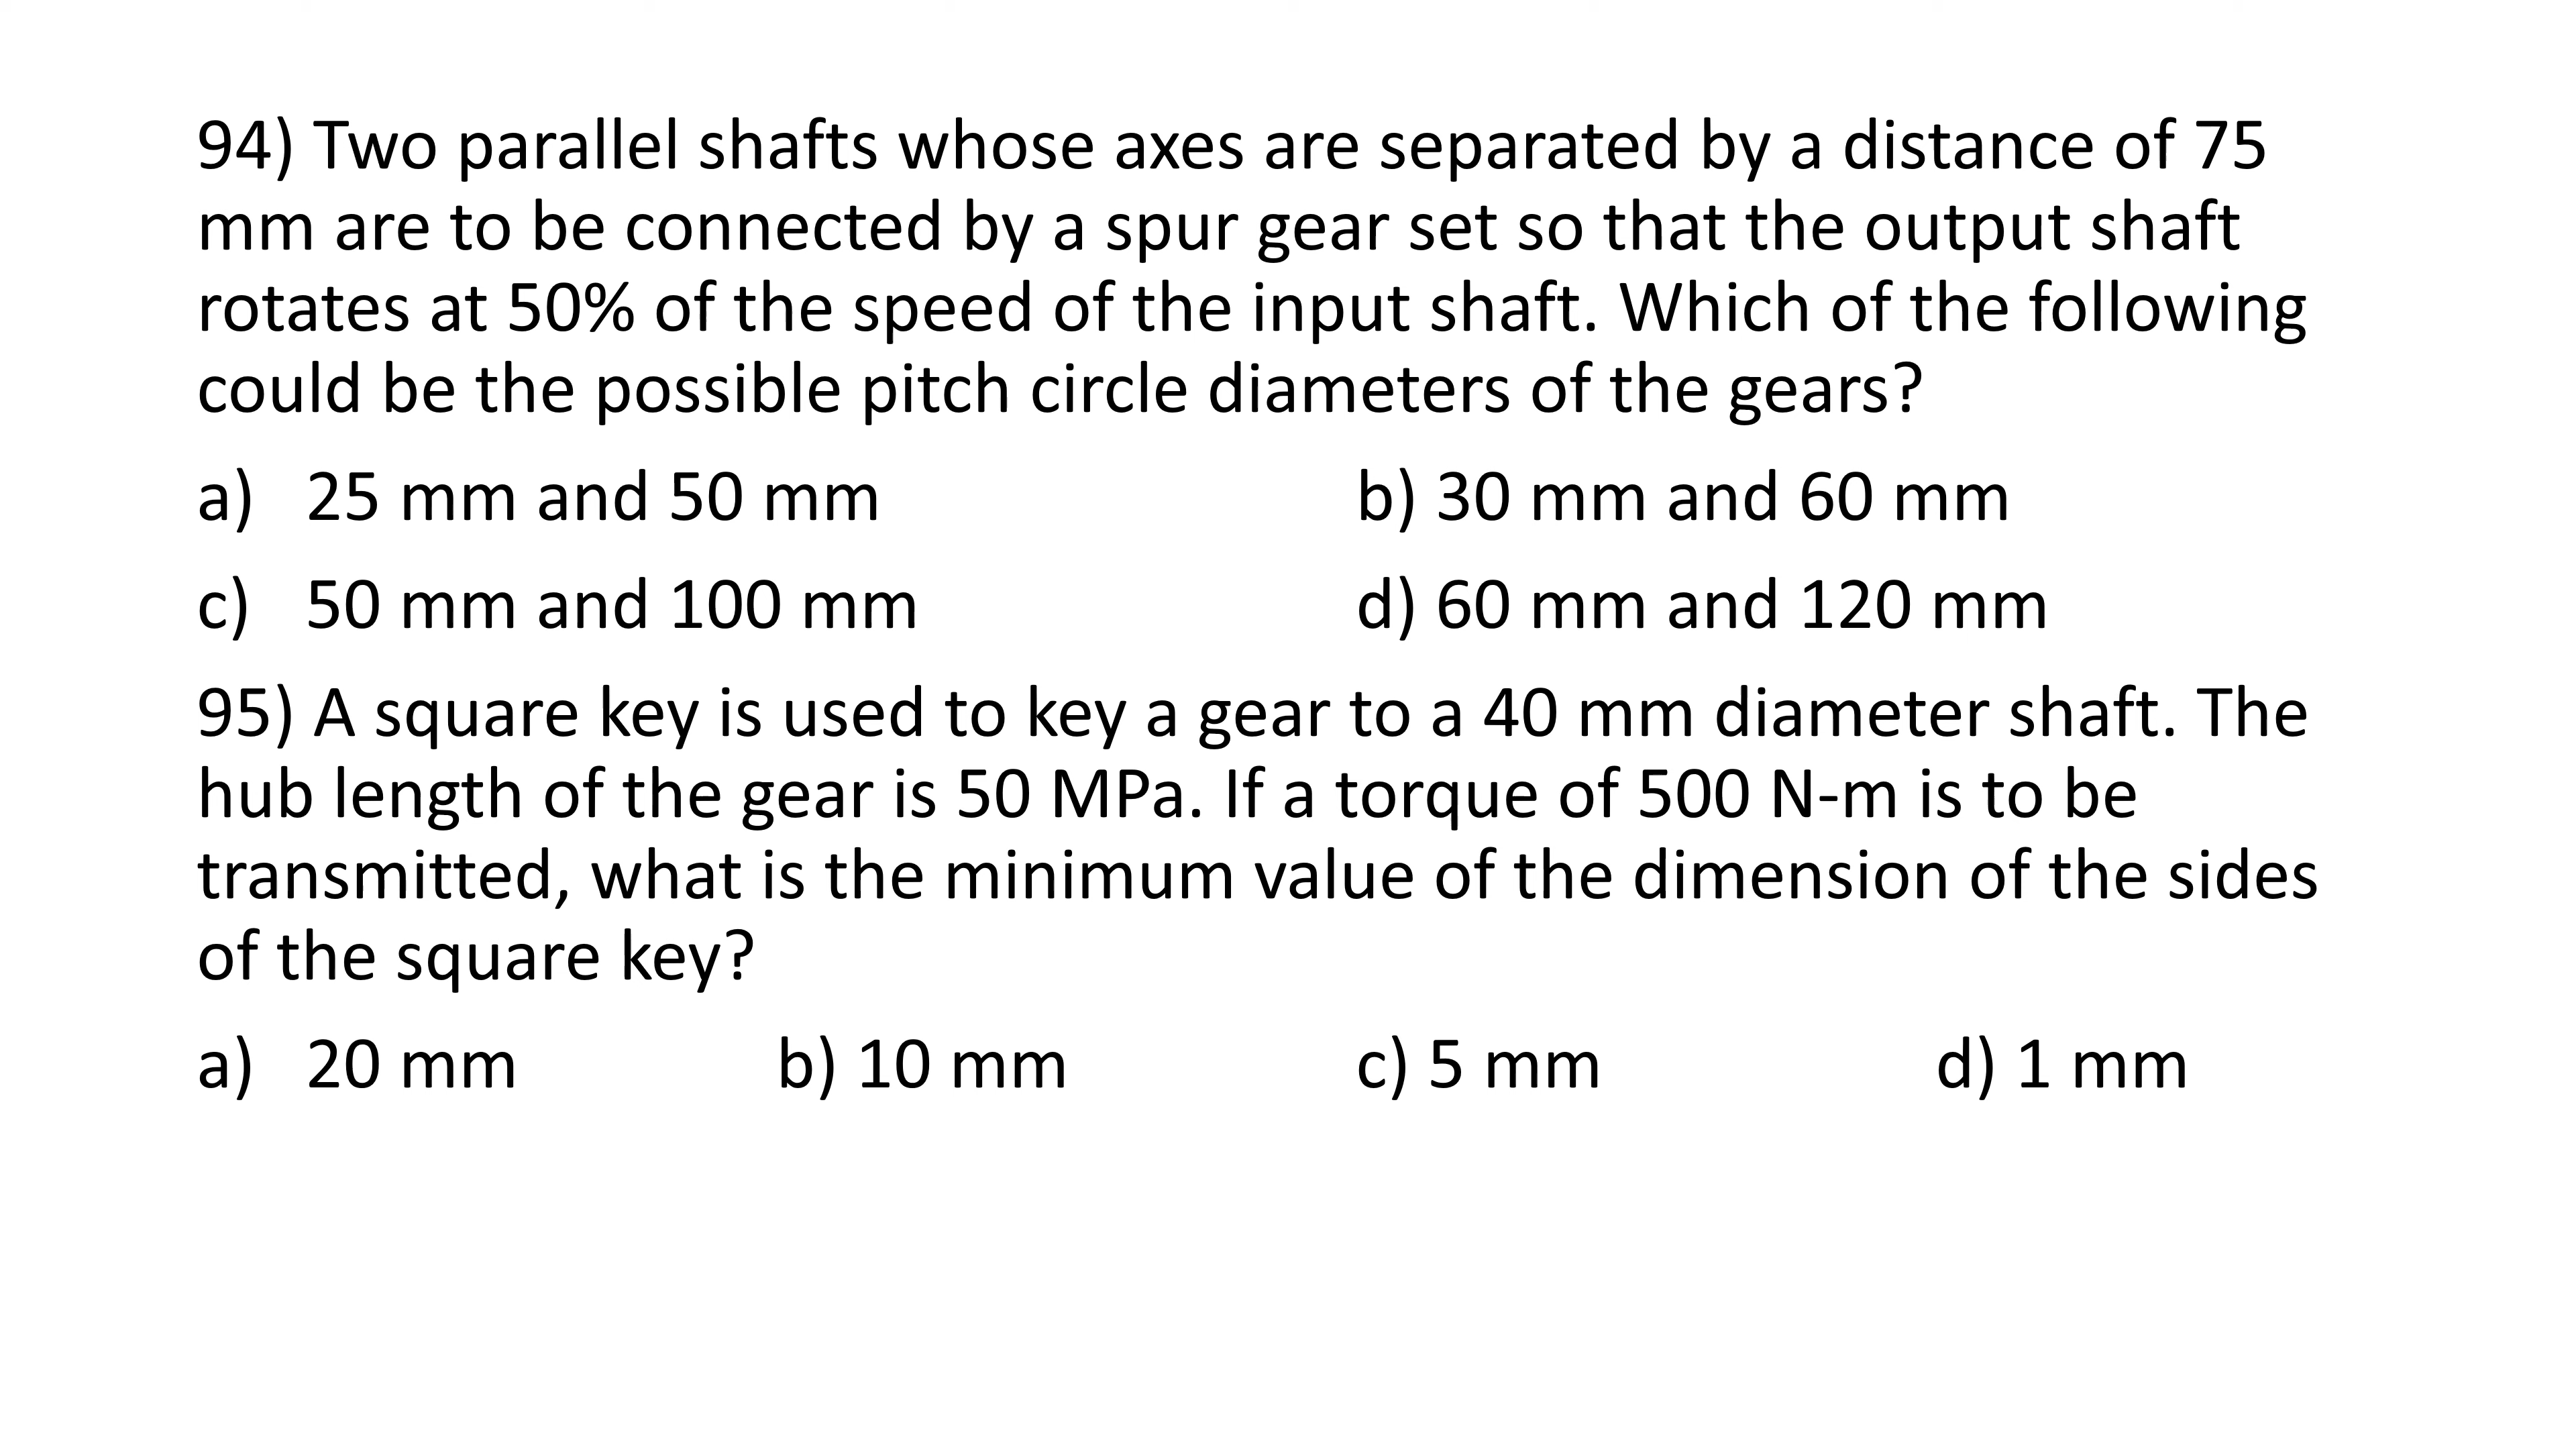 94) Two parallel shafts whose axes are separated by a distance of 75
mm are to be connected by a spur gear set so that the output shaft
rotates at 50% of the speed of the input shaft. Which of the following
could be the possible pitch circle diameters of the gears?
a) 25 mm and 50 mm b) 30 mm and 60 mm
c) 50 mm and 100 mm d) 60 mm and 120 mm
95) A square key is used to key a gear to a 40 mm diameter shaft. The
hub length of the gear is 50 MPa. If a torque of 500 N-m is to be
transmitted, what is the minimum value of the dimension of the sides
of the square key?
a) 20 mm b) 10 mm c) 5 mm d) 1 mm